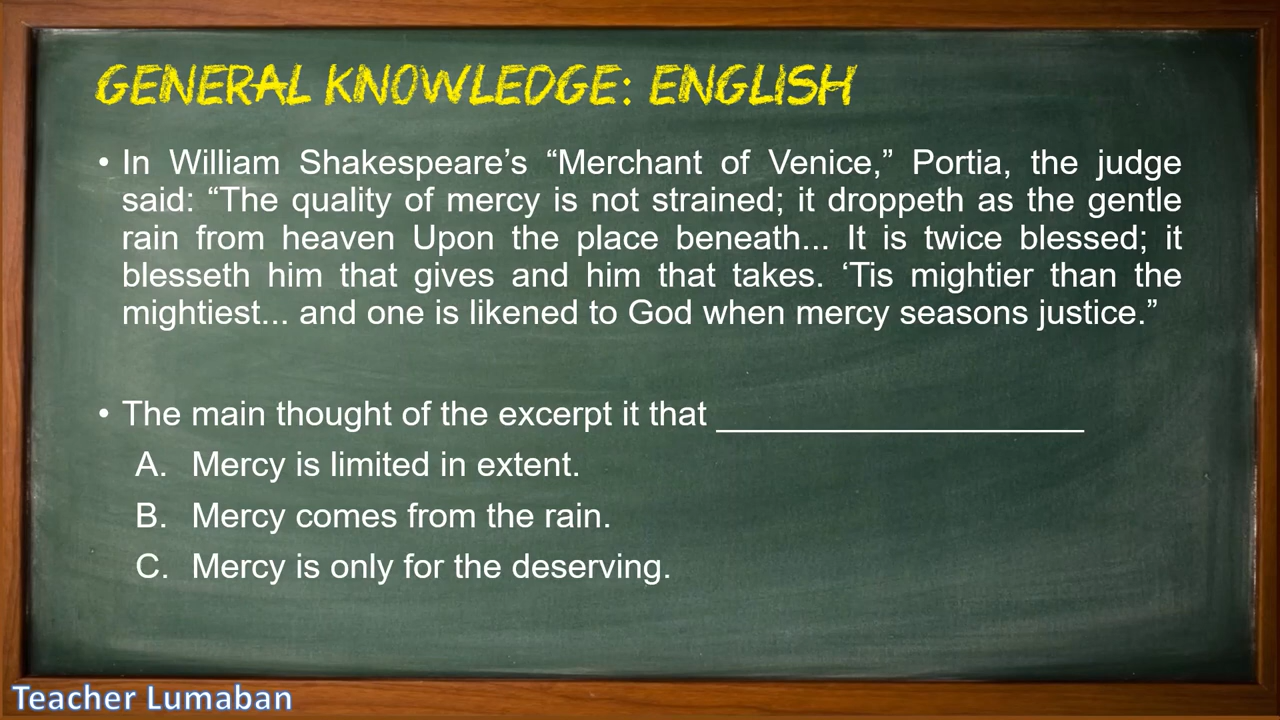 GENERAL KNOWLEDGE: ENGLISH
• In William Shakespeare’s “Merchant of Venice,” Portia, the judge
said: “The quality of mercy is not strained; it droppeth as the gentle
rain from heaven Upon the place beneath... It is twice blessed; it
blesseth him that gives and him that takes. ‘Tis mightier than the
mightiest... and one is likened to God when mercy seasons justice.”
• The main thought of the excerpt it that ____________________
A. Mercy is limited in extent.
B. Mercy comes from the rain.
C. Mercy is only for the deserving.
Teacher Lumaban